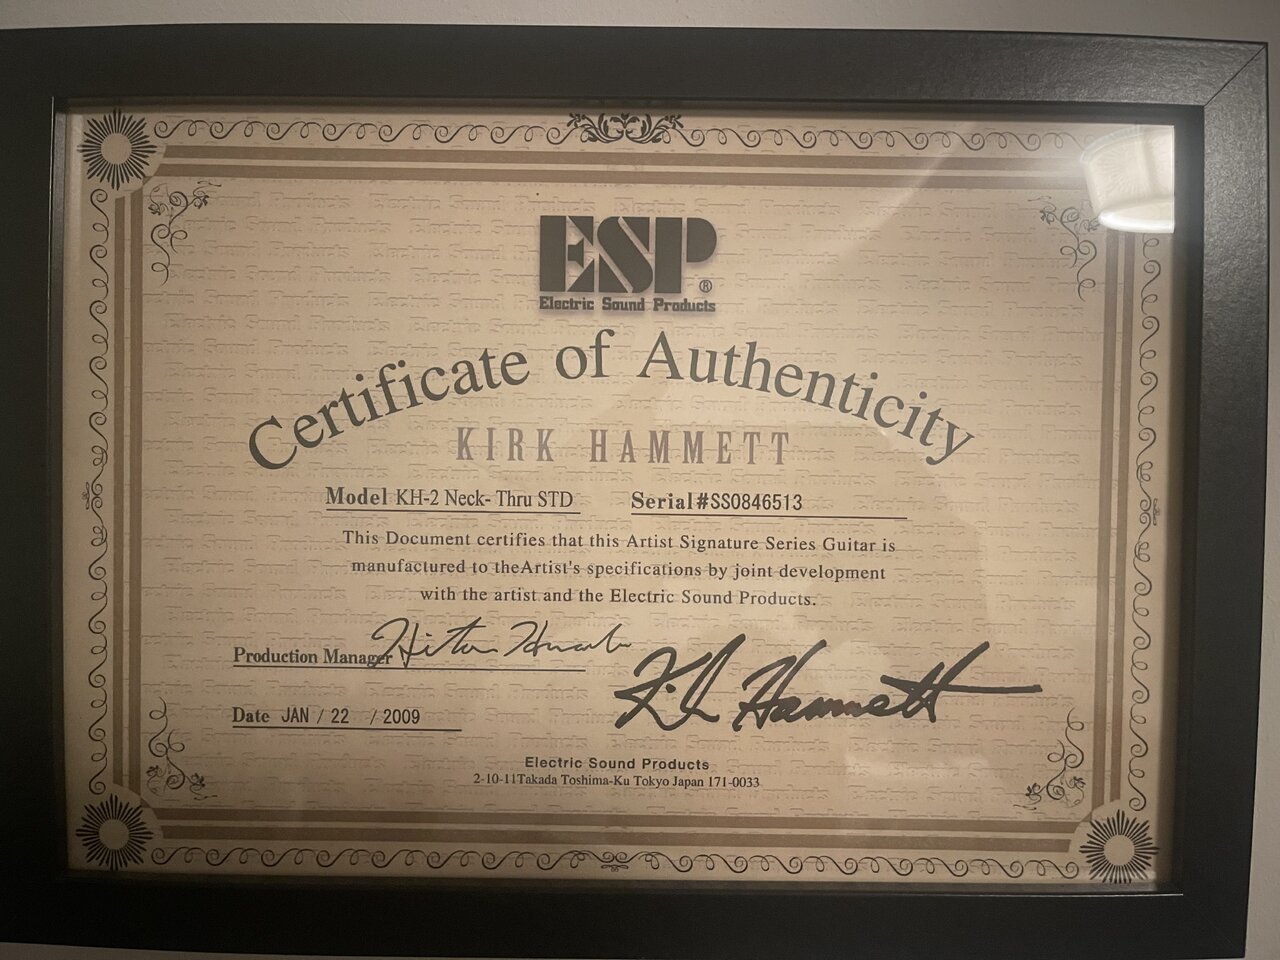 ESP®
Electric Sound Products
Certificate of Authenticity
KIRK HAMMETT
Model KH-2 Neck- Thru STD Serial#SS0846513
This Document certifies that this Artist Signature Series Guitar is
manufactured to theArtist's specifications by joint development
with the artist and the Electric Sound Products.
Production Manager
Kirk Hammett
Date JAN / 22 / 2009
Electric Sound Products
2-10-11Takada Toshima-Ku Tokyo Japan 171-0033